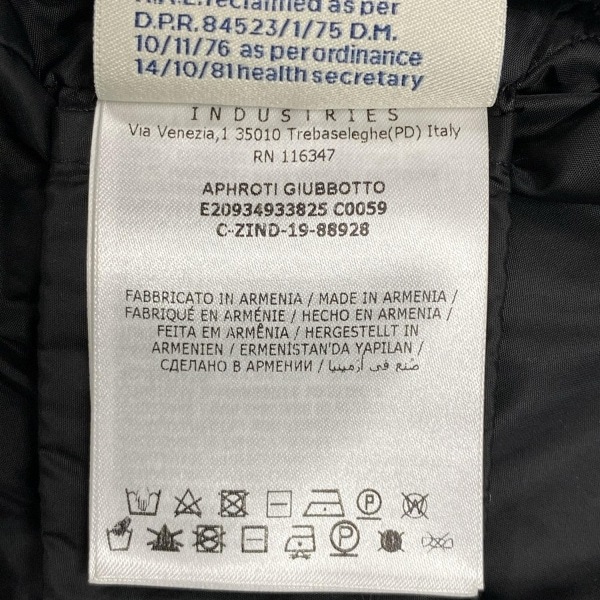 reclaimed as per
D.P.R. 84523/1/75 D.M.
10/11/76 as per ordinance
14/10/81 health secretary
INDUSTRIES
Via Venezia,1 35010 Trebaseleghe(PD) Italy
RN 116347
APHROTI GIUBBOTTO
E20934933825 C0059
C-ZIND-19-88928
FABBRICATO IN ARMENIA / MADE IN ARMENIA /
FABRIQUÉ EN ARMÉNIE / HECHO EN ARMENIA /
FEITA EM ARMÊNIA / HERGESTELLT IN
ARMENIEN / ERMENİSTAN'DA YAPILAN /
СДЕЛАНО В АРМЕНИИ / صنع في أرمينيا
P W
P